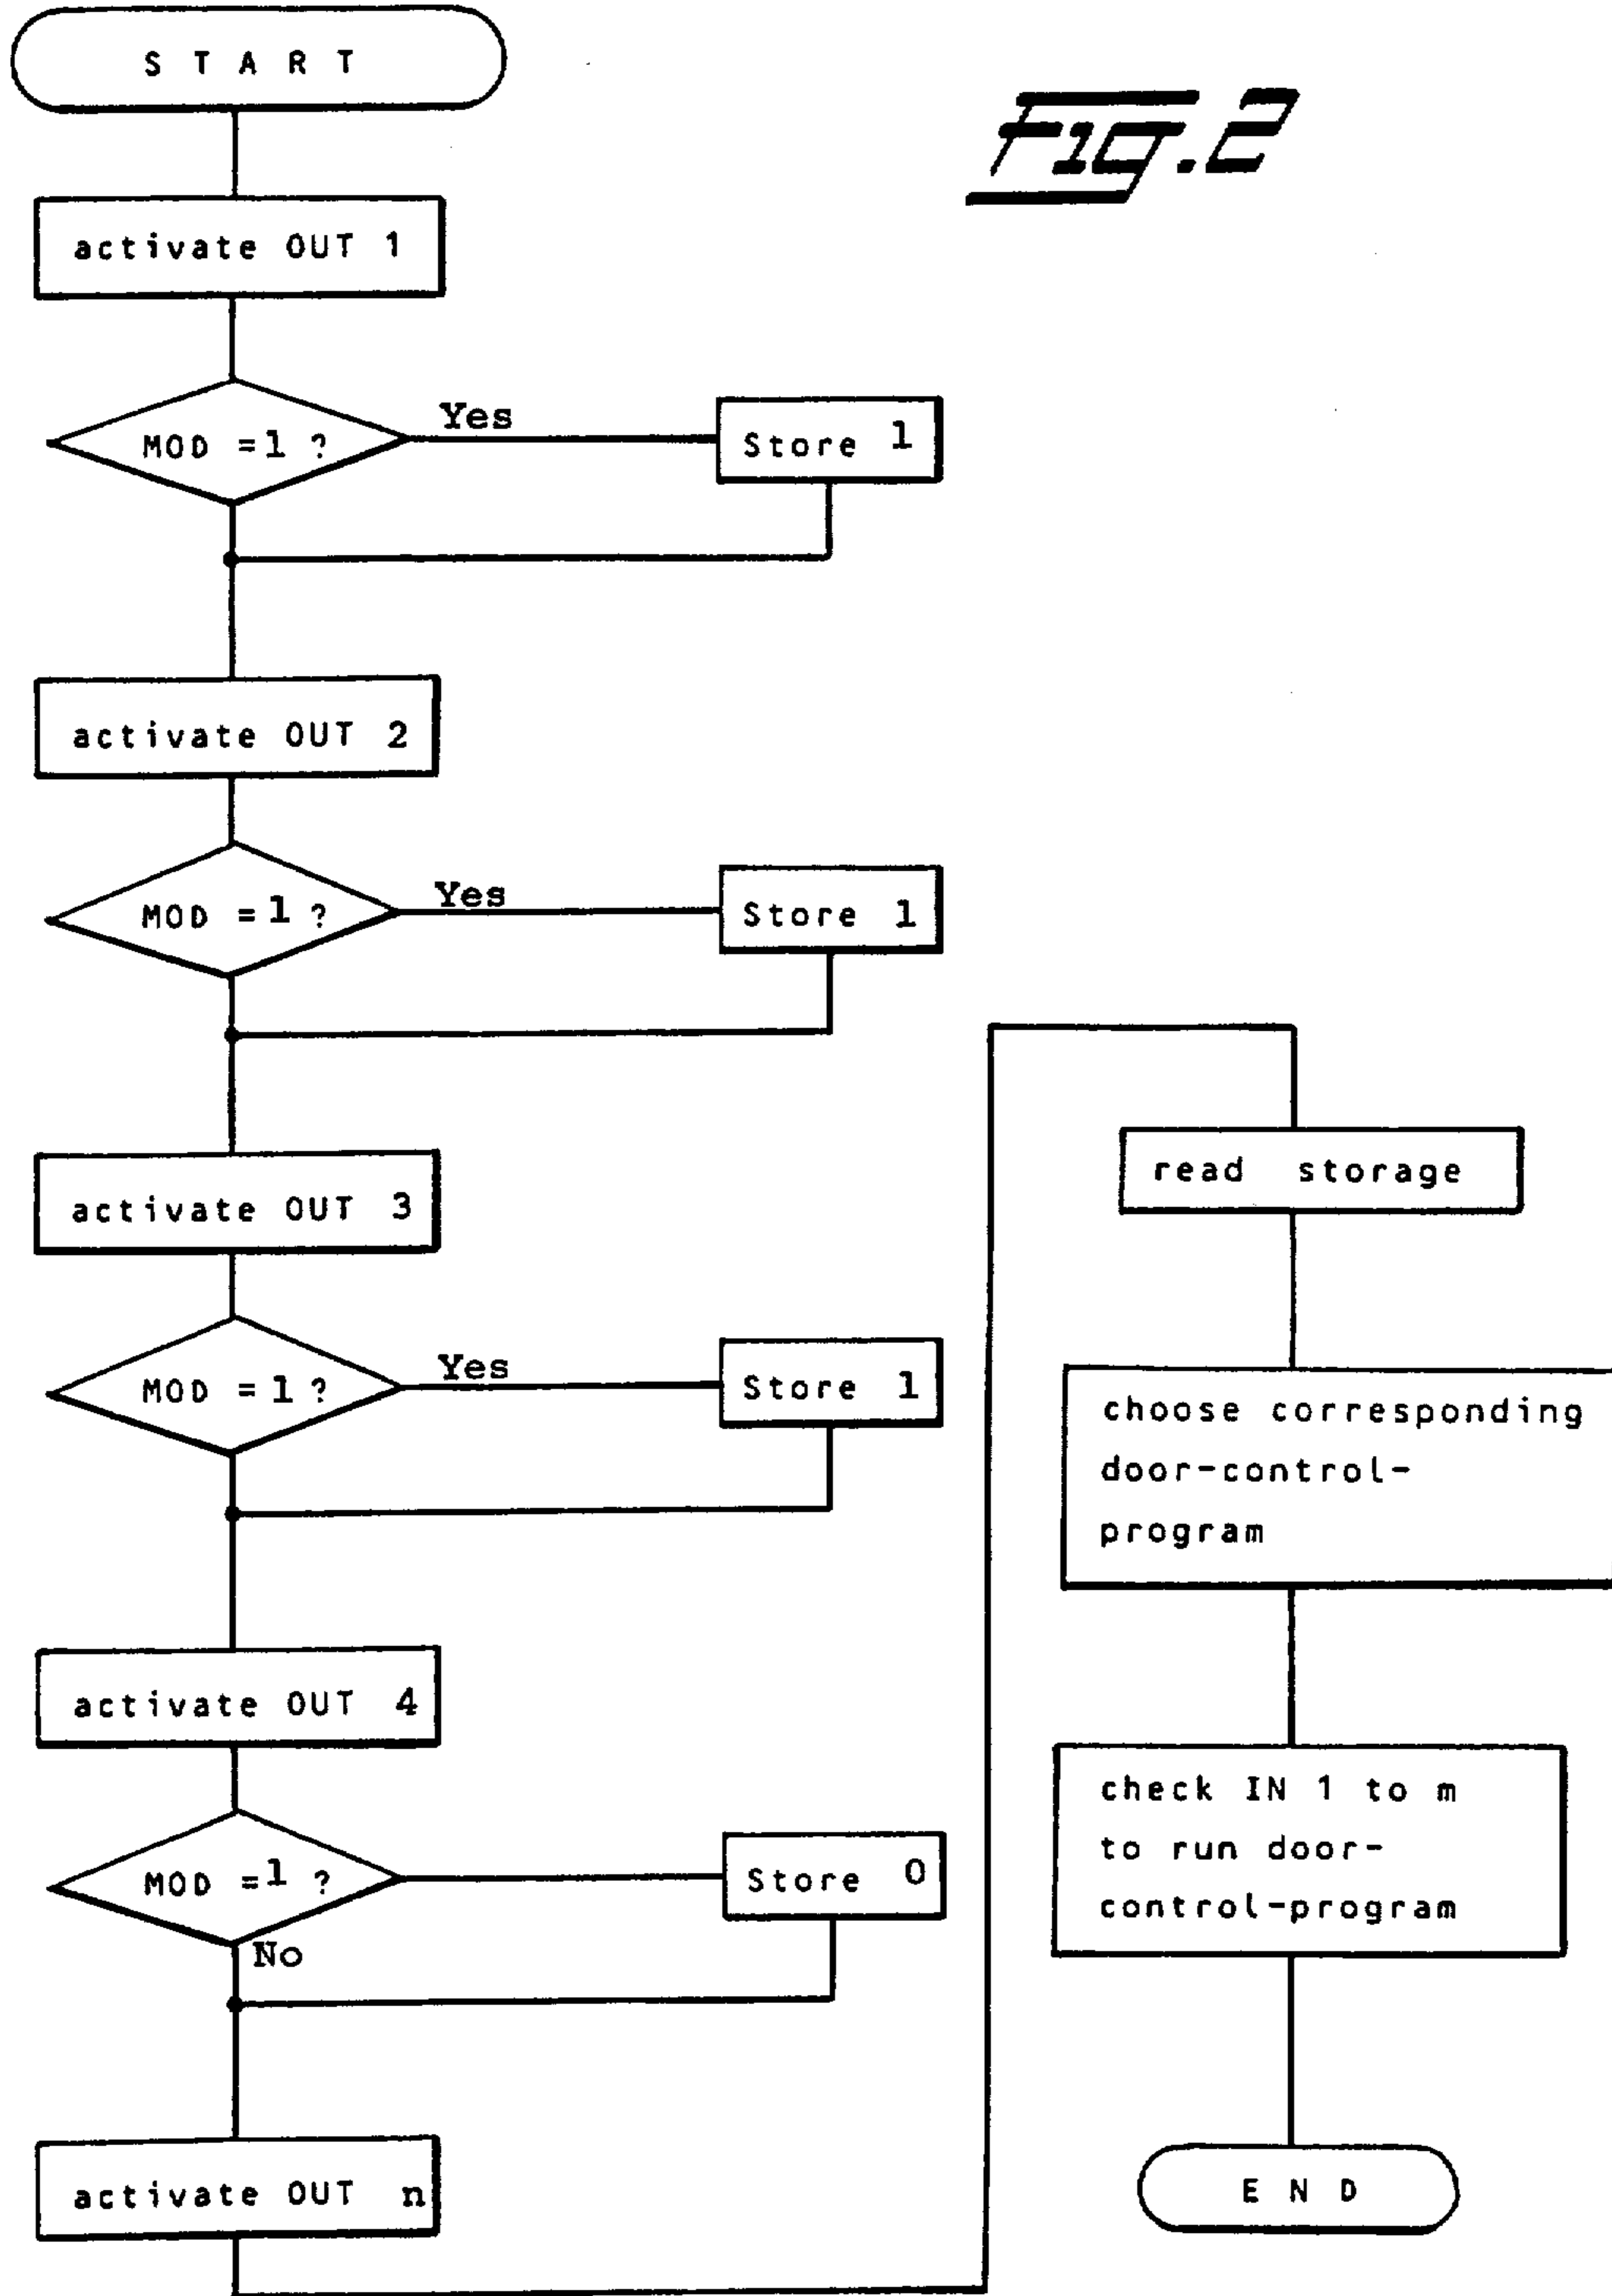 START
Fig.2
activate OUT 1
MOD =1 ?
Yes
Store 1
activate OUT 2
MOD =1 ?
Yes
Store 1
activate OUT 3
MOD =1 ?
Yes
Store 1
activate OUT 4
MOD =1 ?
Store 0
No
activate OUT n
read storage
choose corresponding
door-control-
program
check IN 1 to m
to run door-
control-program
END